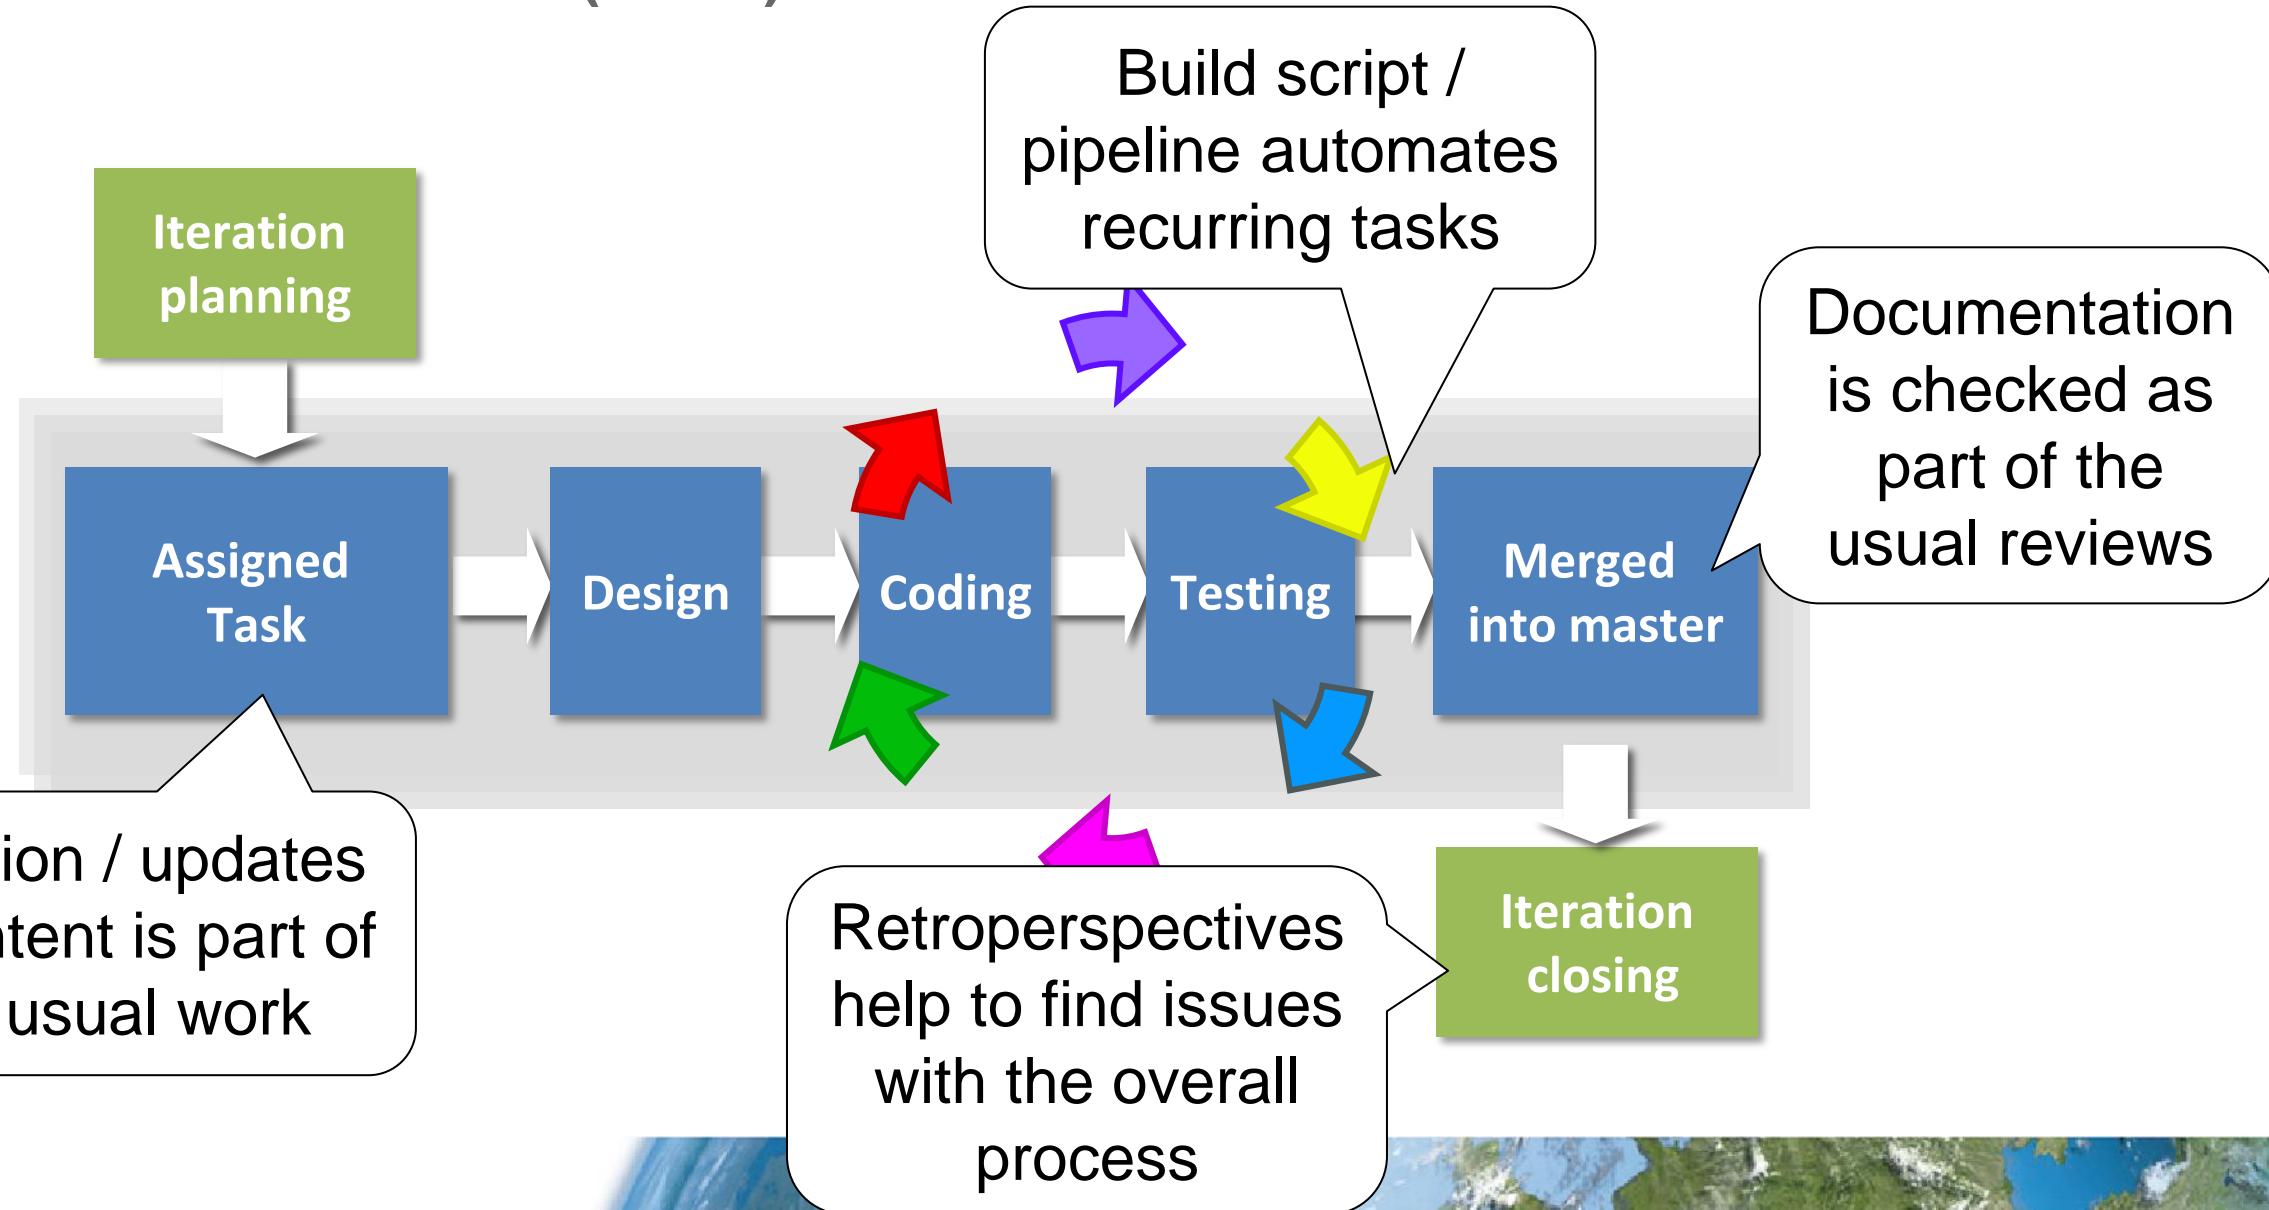 Build script /
pipeline automates
recurring tasks
Iteration
planning
Documentation
is checked as
part of the
usual reviews
Assigned
Task
Design
Coding
Testing
Merged
into master
/ updates
is part of
usual work
Retroperspectives
help to find issues
with the overall
process
Iteration
closing